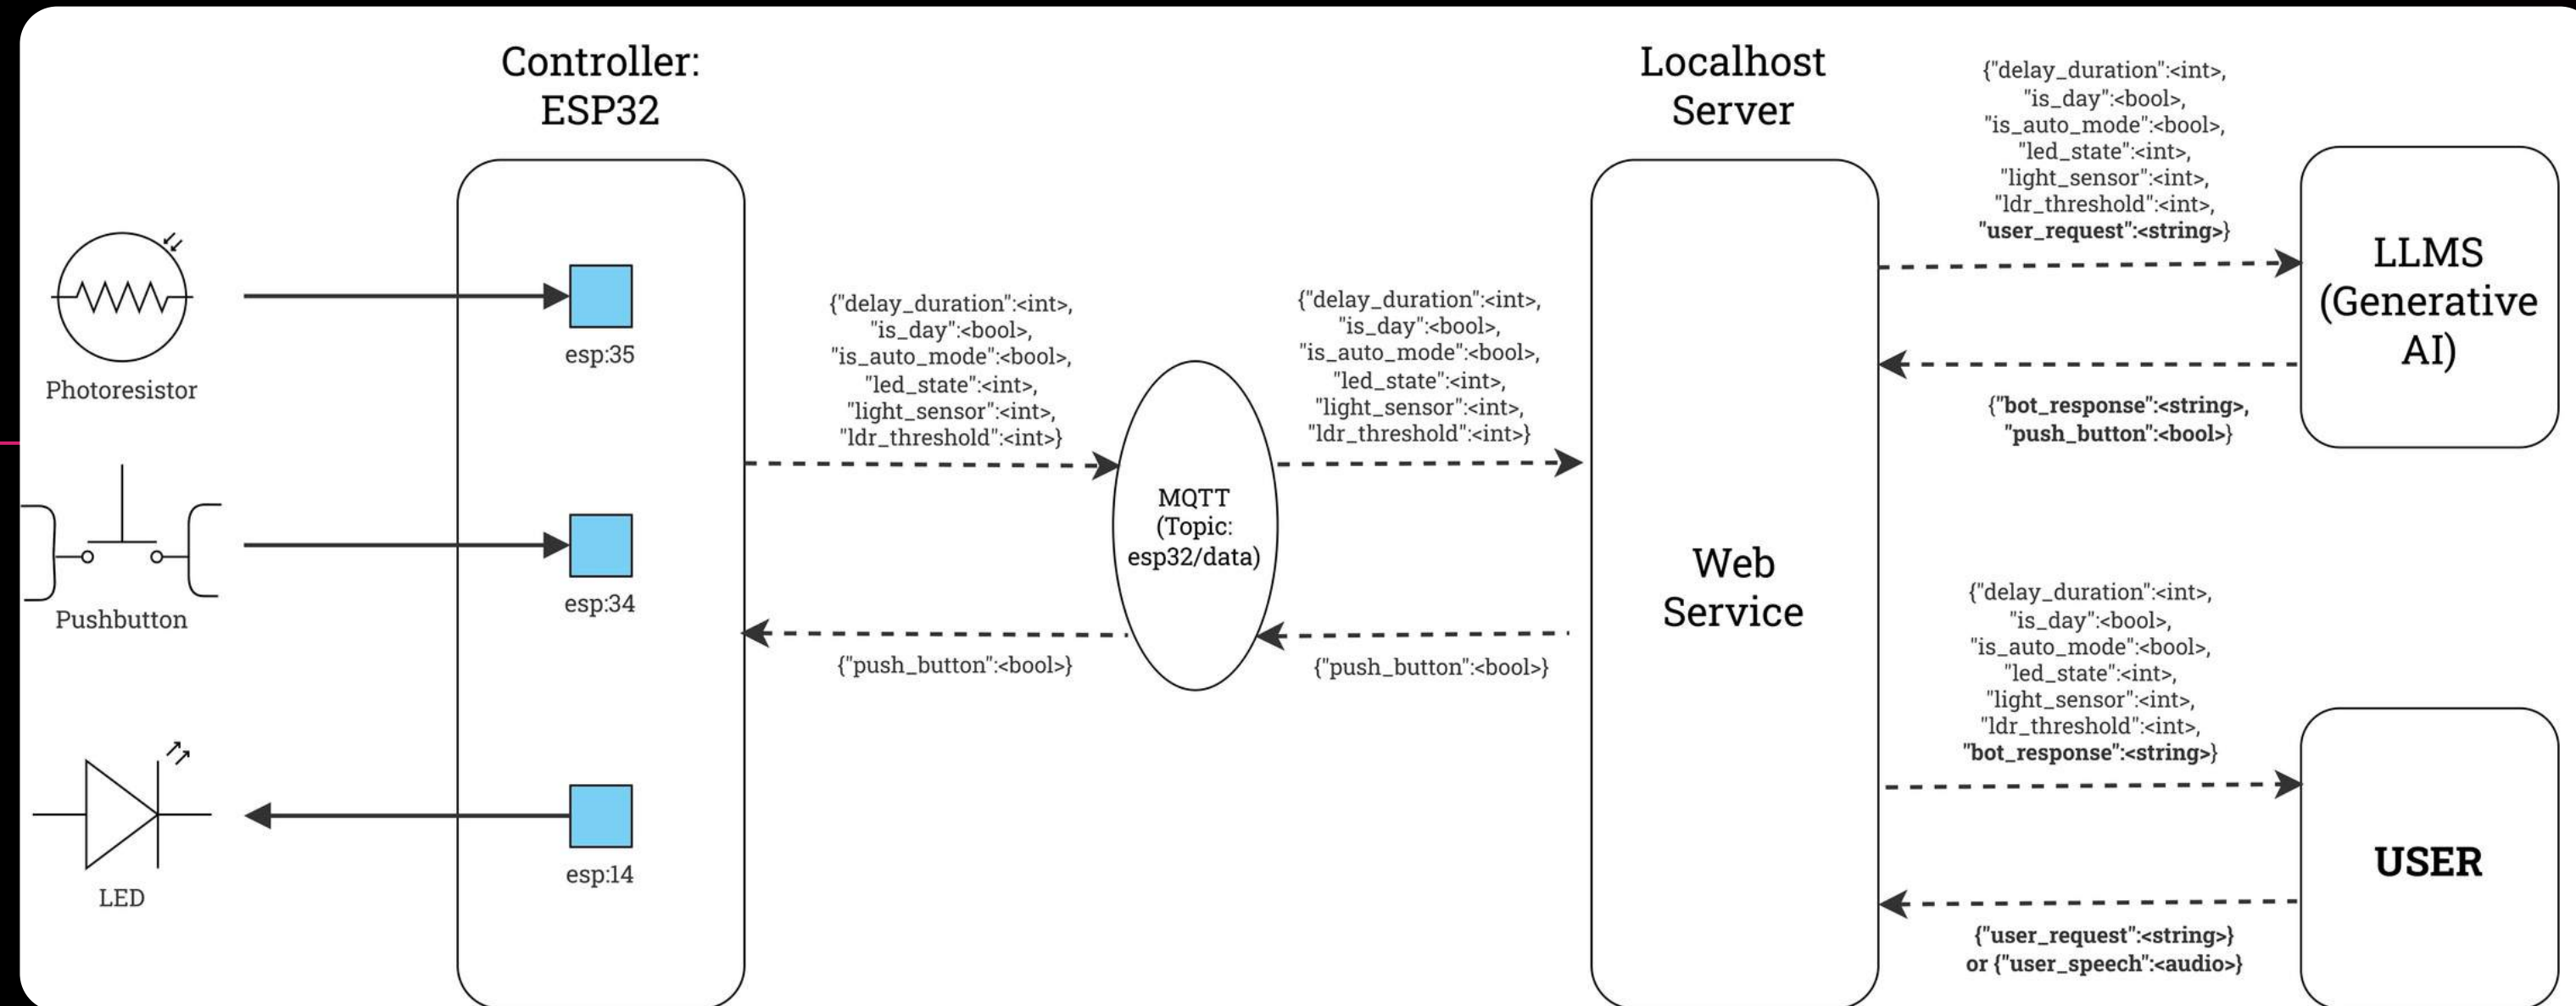 Controller:
ESP32
Localhost
Server
Photoresistor
Pushbutton
LED
esp:35
esp:34
esp:14
{"delay_duration":<int>,
"is_day":<bool>,
"is_auto_mode":<bool>,
"led_state":<int>,
"light_sensor":<int>,
"ldr_threshold":<int>}
{"push_button":<bool>}
MQTT
(Topic:
esp32/data)
{"delay_duration":<int>,
"is_day":<bool>,
"is_auto_mode":<bool>,
"led_state":<int>,
"light_sensor":<int>,
"ldr_threshold":<int>}
{"push_button":<bool>}
Web
Service
{"delay_duration":<int>,
"is_day":<bool>,
"is_auto_mode":<bool>,
"led_state":<int>,
"light_sensor":<int>,
"ldr_threshold":<int>,
"user_request":<string>}
{"bot_response":<string>,
"push_button":<bool>}
LLMS
(Generative
AI)
{"delay_duration":<int>,
"is_day":<bool>,
"is_auto_mode":<bool>,
"led_state":<int>,
"light_sensor":<int>,
"ldr_threshold":<int>,
"bot_response":<string>}
{"user_request":<string>}
or {"user_speech":<audio>}
USER